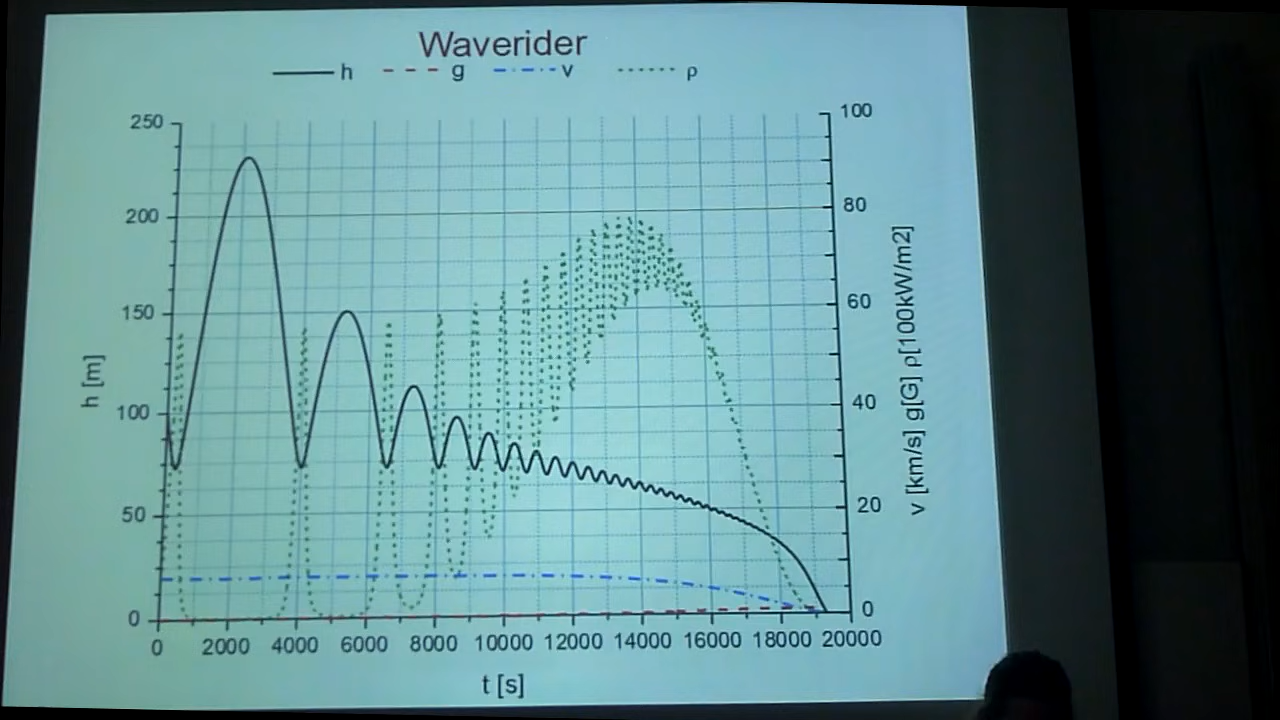 Waverider
h g v ρ
250
200
150
100
50
0
h [m]
100
80
60
40
20
0
v [km/s] g[G] ρ[100kW/m2]
0 2000 4000 6000 8000 10000 12000 14000 16000 18000 20000
t [s]